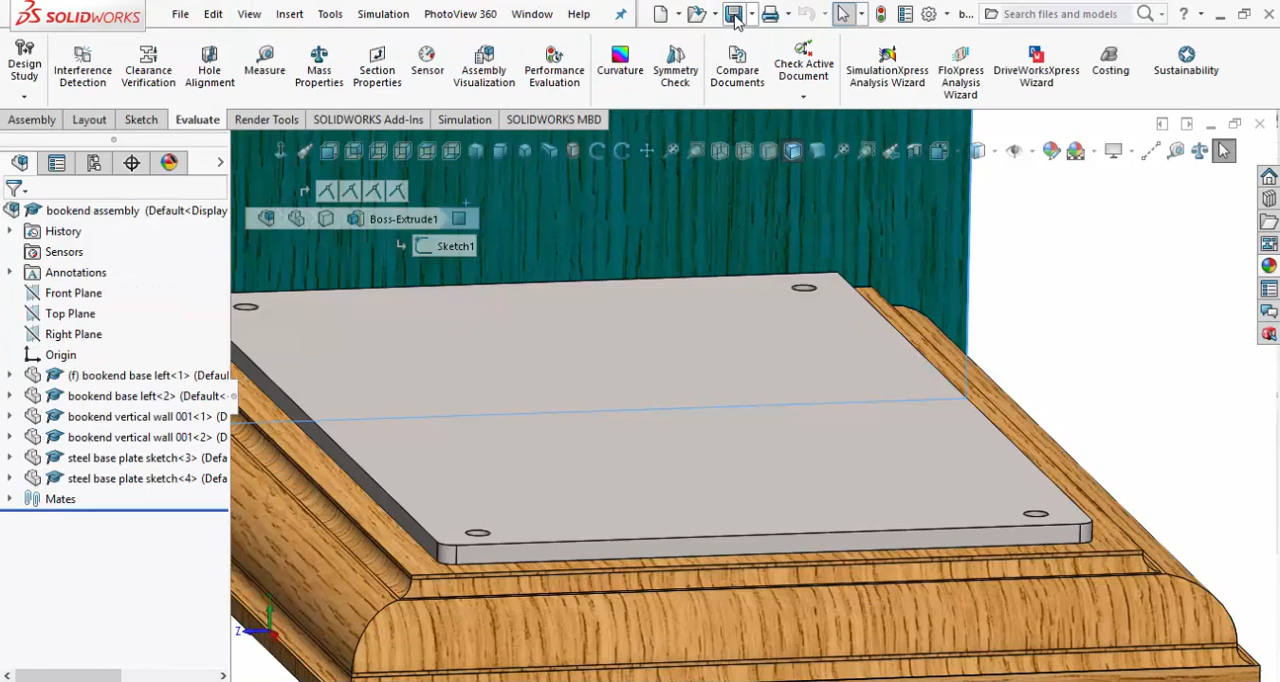 SOLIDWORKS File Edit View Insert Tools Simulation PhotoView 360 Window Help b... Search files and models ?
Design Study
Interference Detection
Clearance Verification
Hole Alignment
Measure
Mass Properties
Section Properties
Sensor
Assembly Visualization
Performance Evaluation
Curvature
Symmetry Check
Compare Documents
Check Active Document
SimulationXpress Analysis Wizard
FloXpress Analysis Wizard
DriveWorksXpress Wizard
Costing
Sustainability
Assembly Layout Sketch Evaluate Render Tools SOLIDWORKS Add-Ins Simulation SOLIDWORKS MBD
bookend assembly (Default<Display
History
Sensors
Annotations
Front Plane
Top Plane
Right Plane
Origin
(f) bookend base left<1> (Defaul
bookend base left<2> (Default<
bookend vertical wall 001<1> (D
bookend vertical wall 001<2> (D
steel base plate sketch<3> (Defa
steel base plate sketch<4> (Defa
Mates
Boss-Extrude1
Sketch1
Z